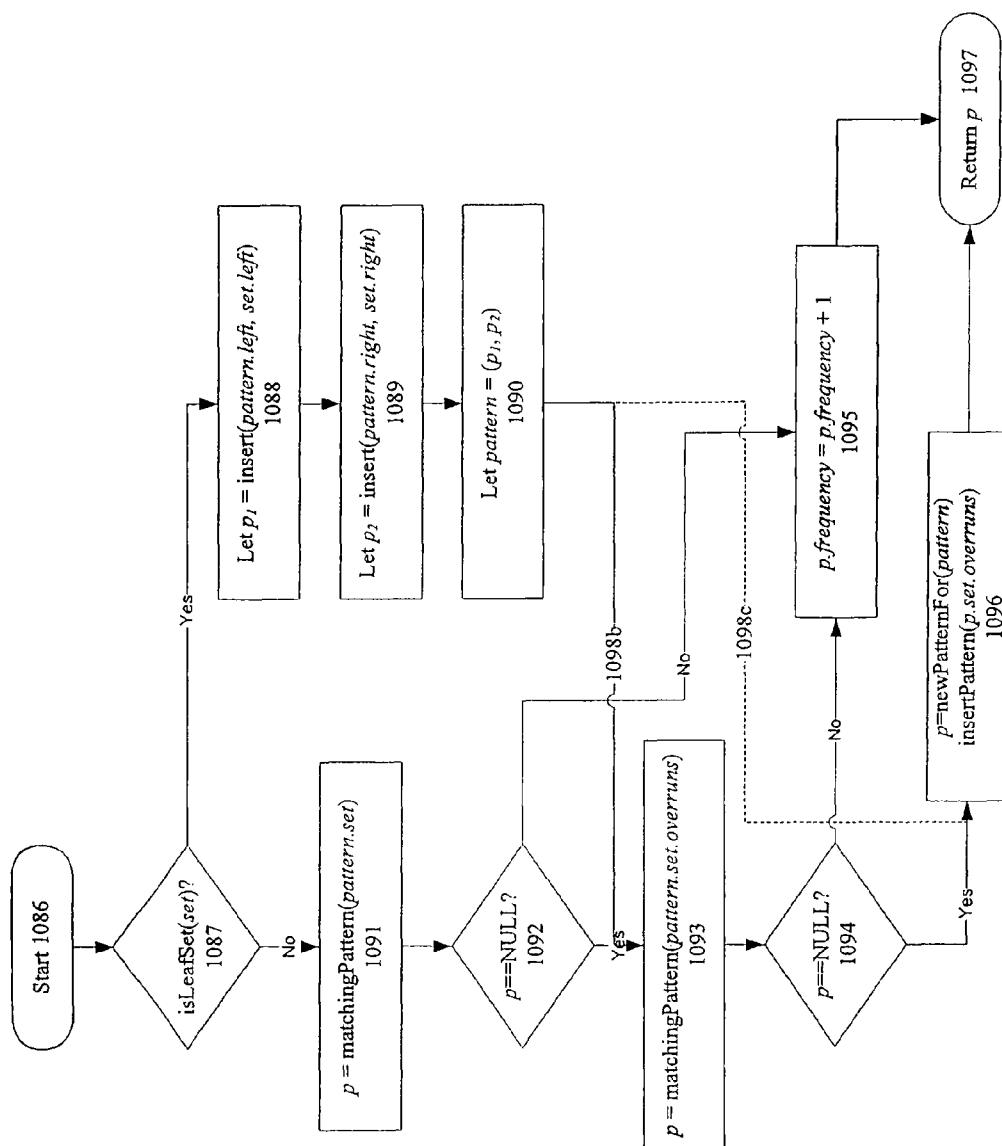 Start 1086
isLeafSet(set)?
1087
Yes
No
Let p1 = insert(pattern.left, set.left)
1088
Let p2 = insert(pattern.right, set.right)
1089
Let pattern = (p1, p2)
1090
p = matchingPattern(pattern.set)
1091
p==NULL?
1092
No
Yes
1098b
1098c
p = matchingPattern(pattern.set.overruns)
1093
p==NULL?
1094
No
Yes
p.frequency = p.frequency + 1
1095
p=newPatternFor(pattern)
insertPattern(p.set.overruns)
1096
Return p 1097